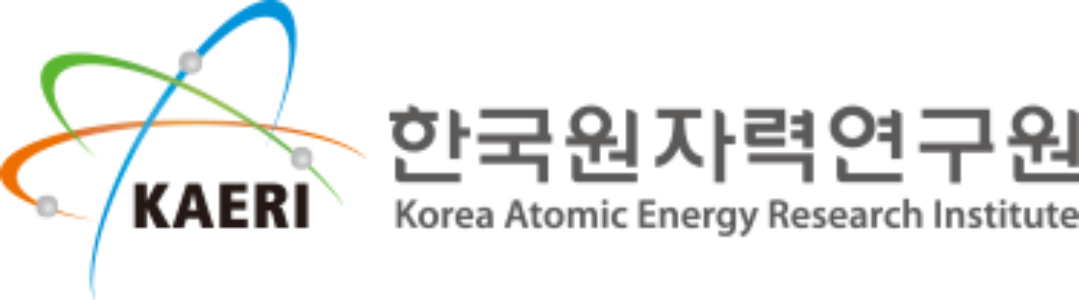 KAERI
한국원자력연구원
Korea Atomic Energy Research Institute